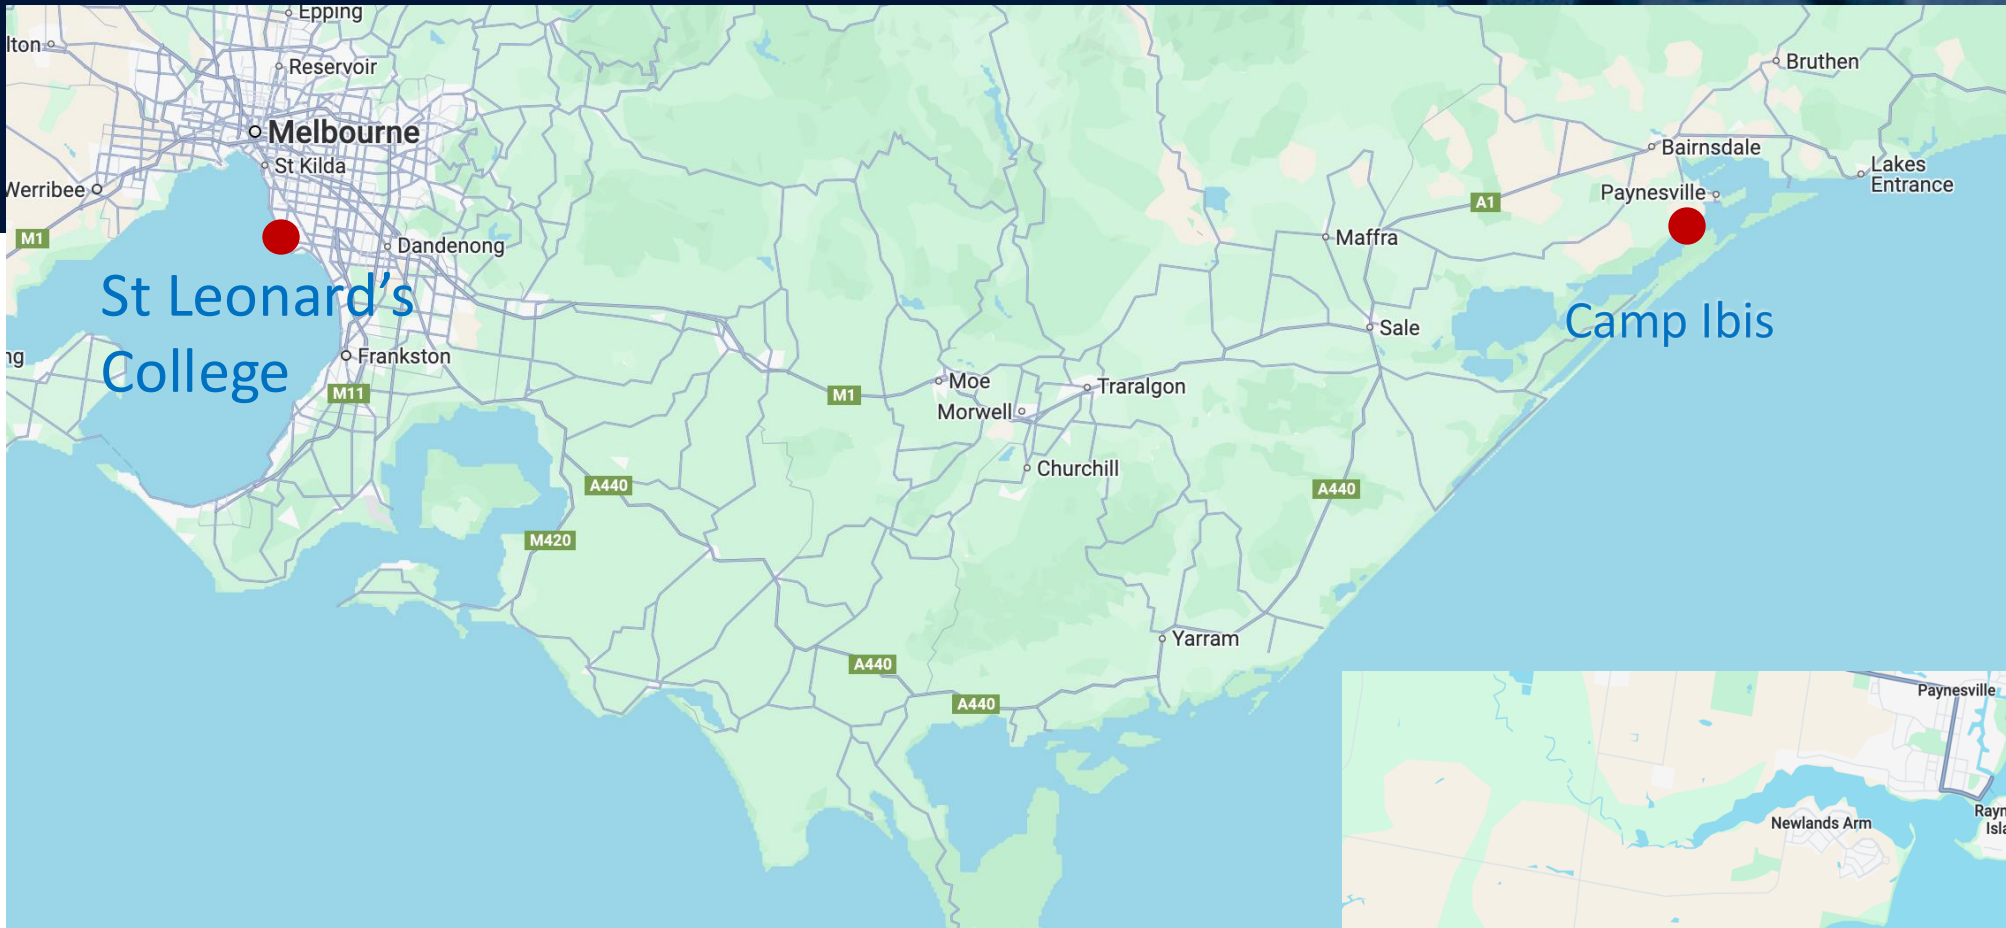 Epping
lton
Reservoir
Melbourne
St Kilda
Werribee
M1
Dandenong
St Leonard's
College
Frankston
M11
ng
Bruthen
Bairnsdale
Lakes
Entrance
Paynesville
A1
Maffra
Camp Ibis
Sale
Moe
Traralgon
M1
Morwell
Churchill
A440
A440
M420
Yarram
A440
A440
Paynesville
Newlands Arm
Rayn
Isla